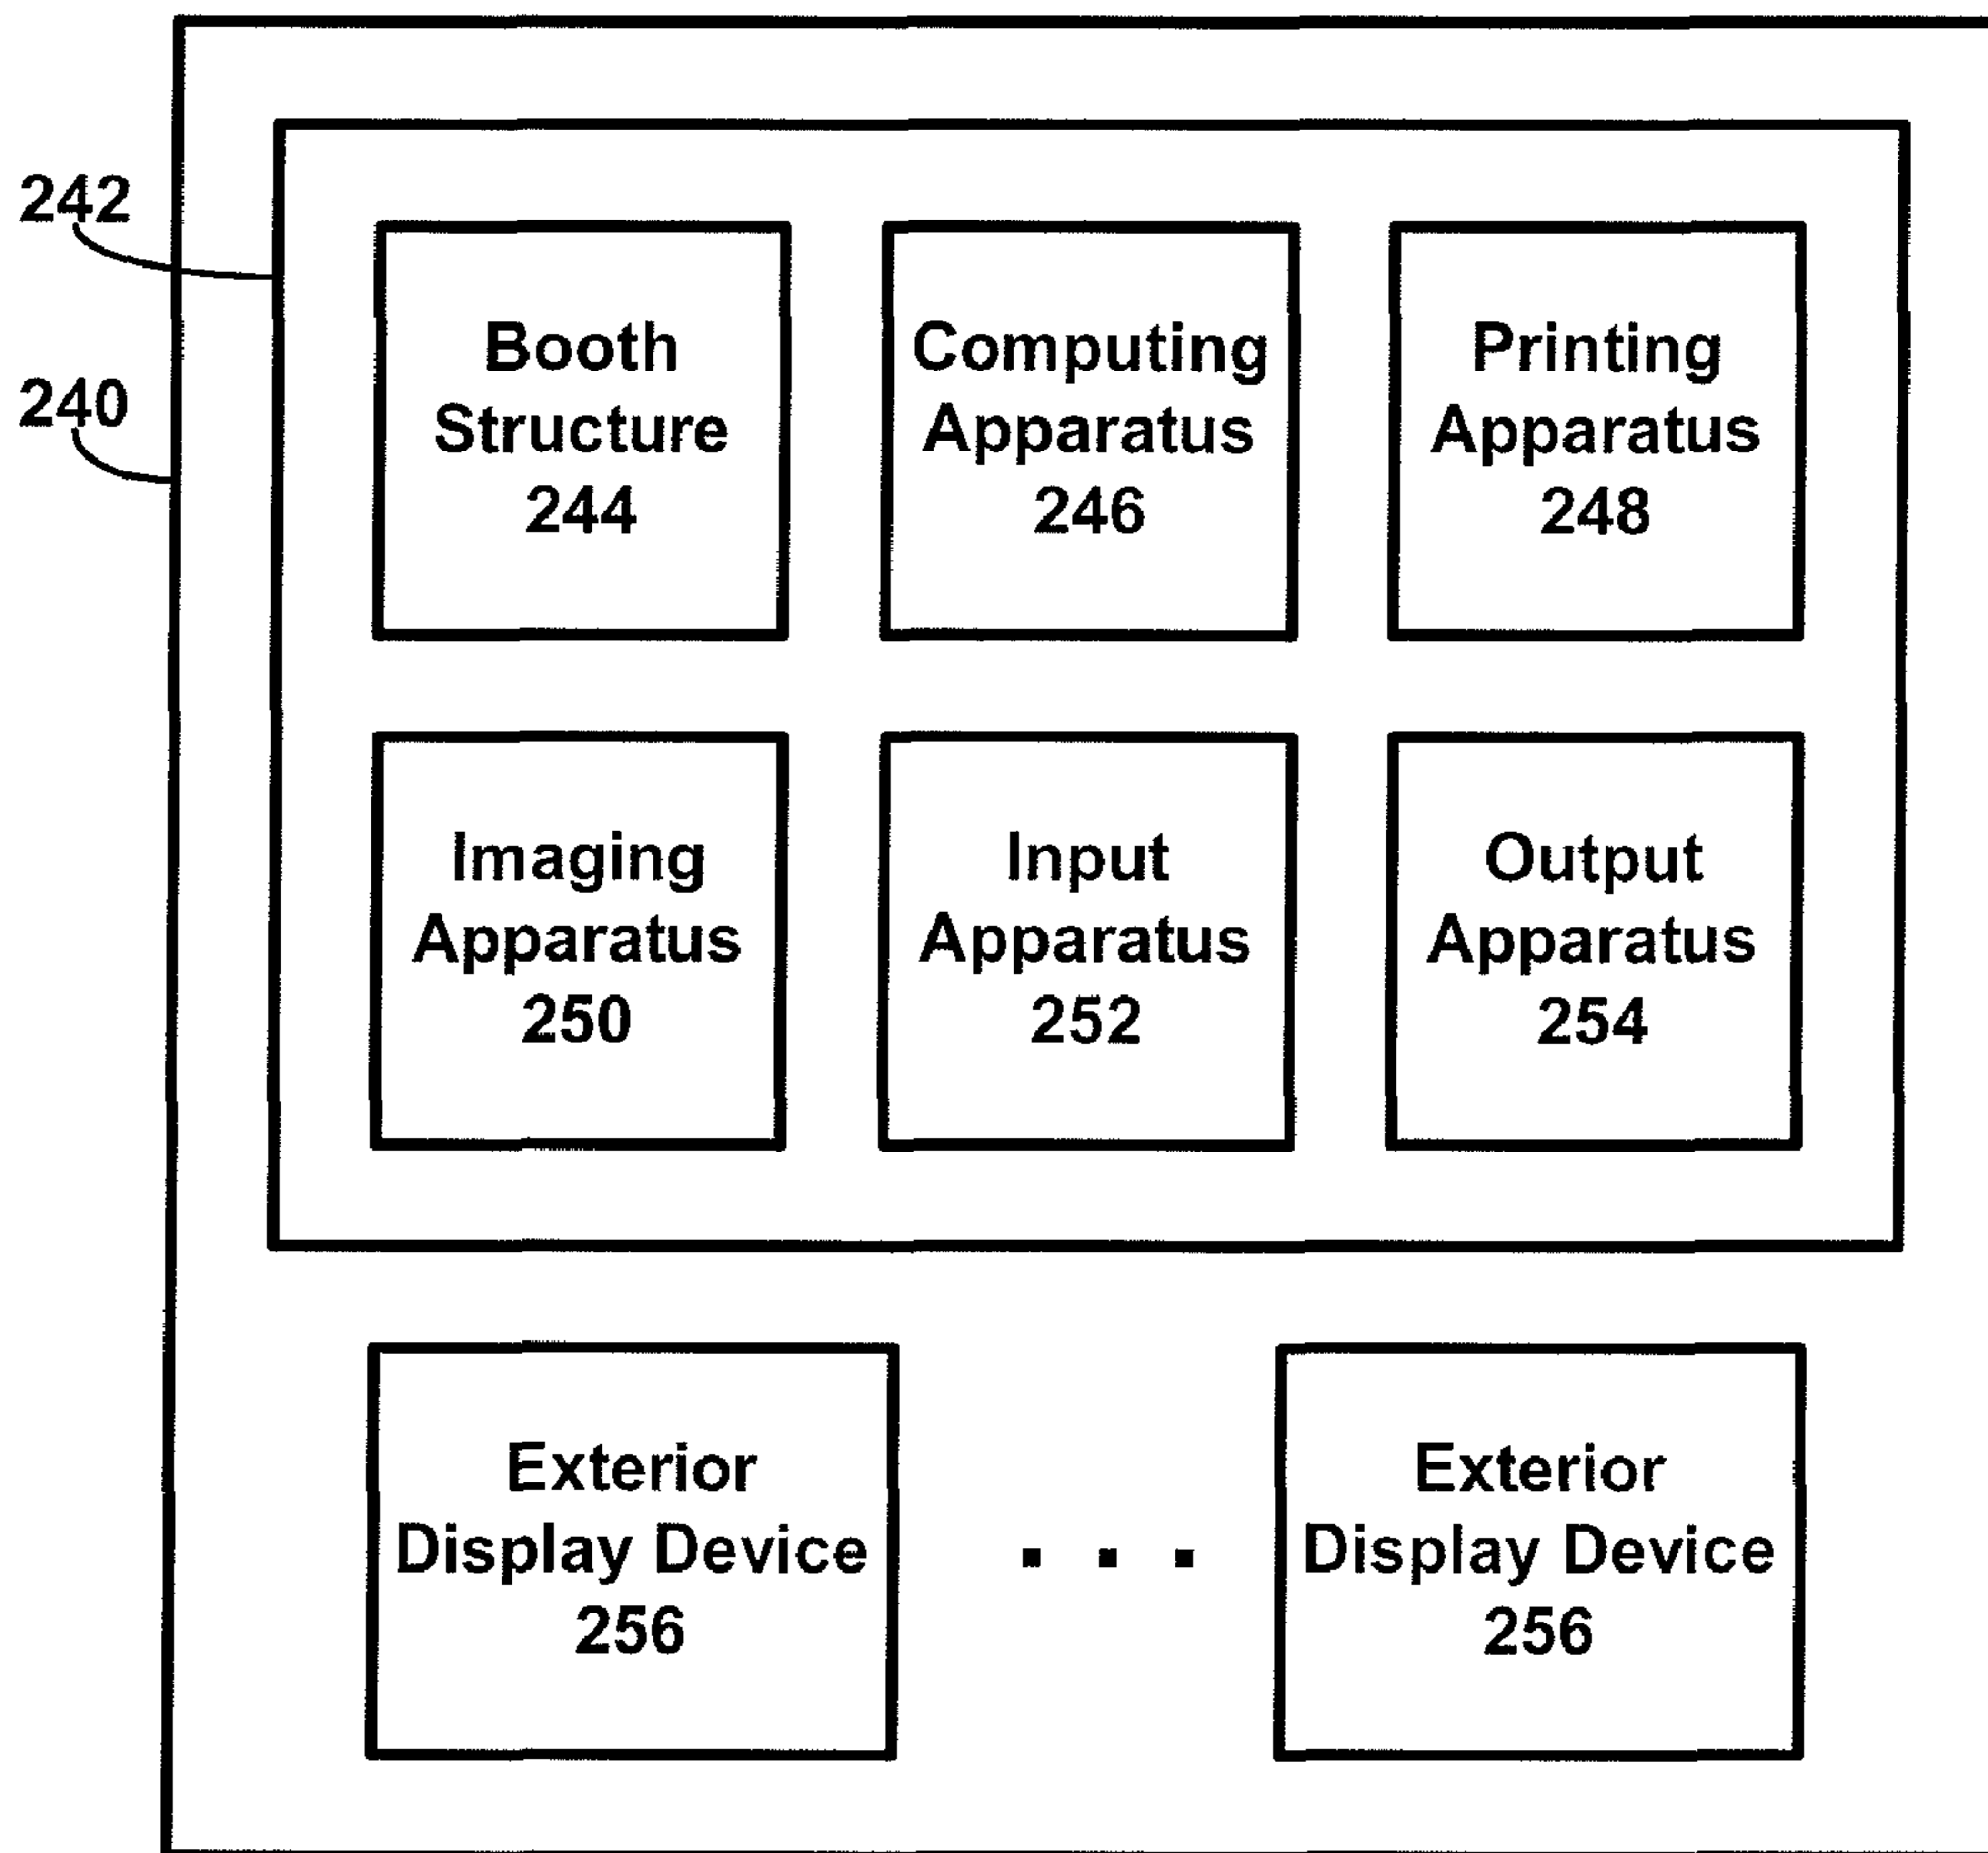 242
240
Booth
Structure
244
Computing
Apparatus
246
Printing
Apparatus
248
Imaging
Apparatus
250
Input
Apparatus
252
Output
Apparatus
254
Exterior
Display Device
256
. . .
Exterior
Display Device
256